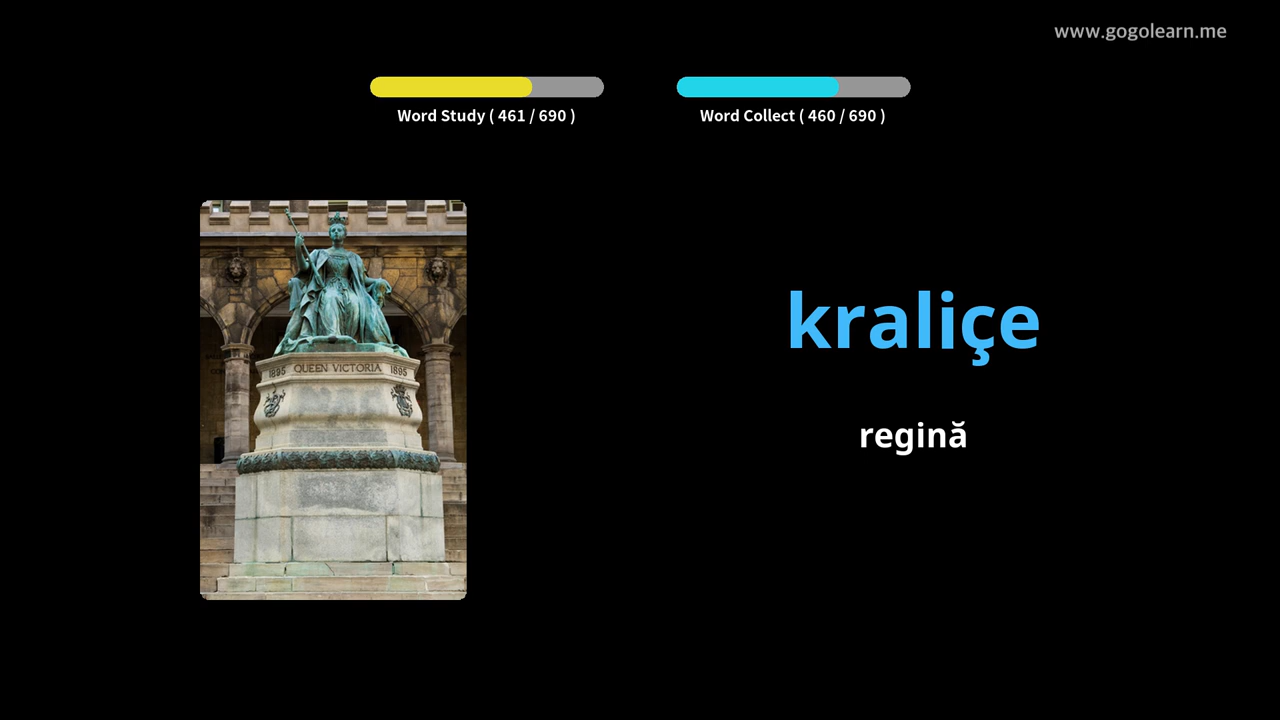 www.gogolearn.me
Word Study ( 461 / 690 )
Word Collect ( 460 / 690 )
1895 QUEEN VICTORIA 1895
kraliçe
regină